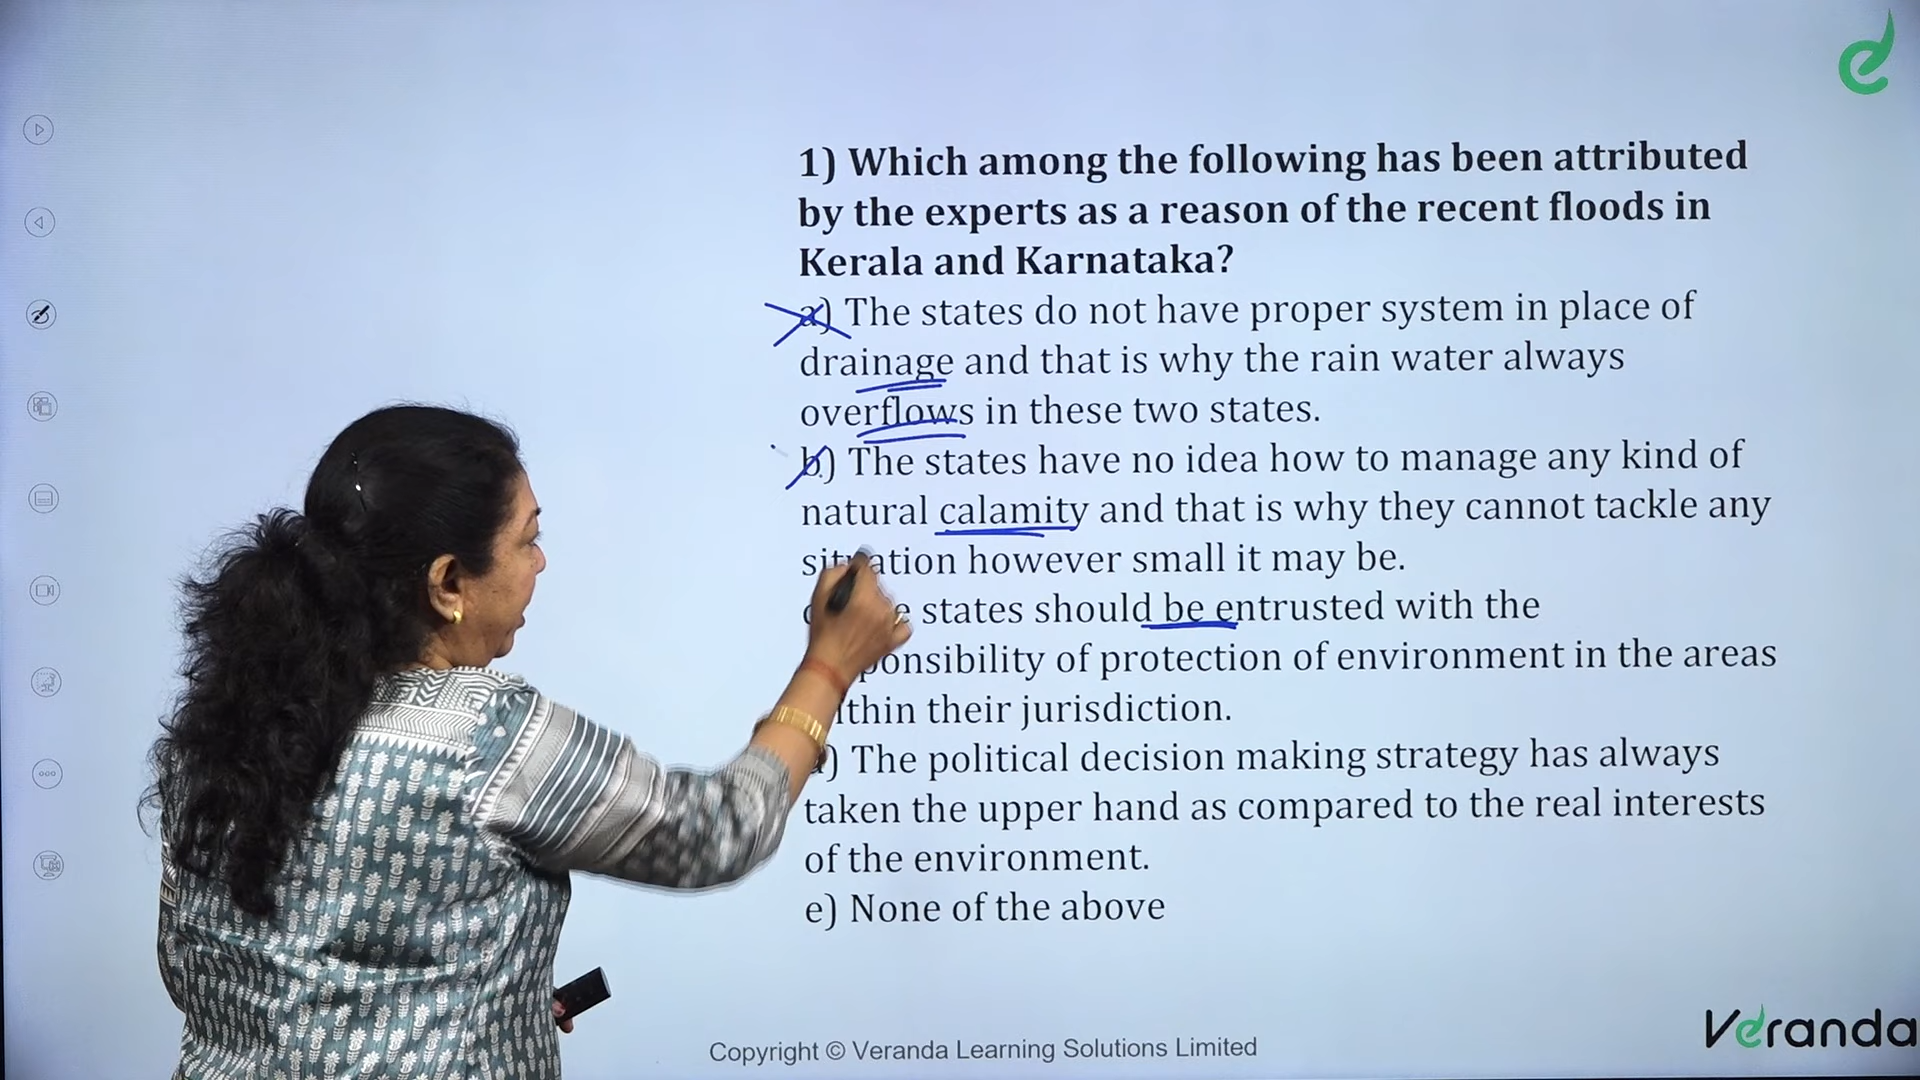 1) Which among the following has been attributed
by the experts as a reason of the recent floods in
Kerala and Karnataka?
a) The states do not have proper system in place of
drainage and that is why the rain water always
overflows in these two states.
b) The states have no idea how to manage any kind of
natural calamity and that is why they cannot tackle any
situation however small it may be.
states should be entrusted with the
of protection of environment in the areas
their jurisdiction.
The political decision making strategy has always
taken the upper hand as compared to the real interests
of the environment.
e) None of the above
Veranda
Copyright © Veranda Learning Solutions Limited